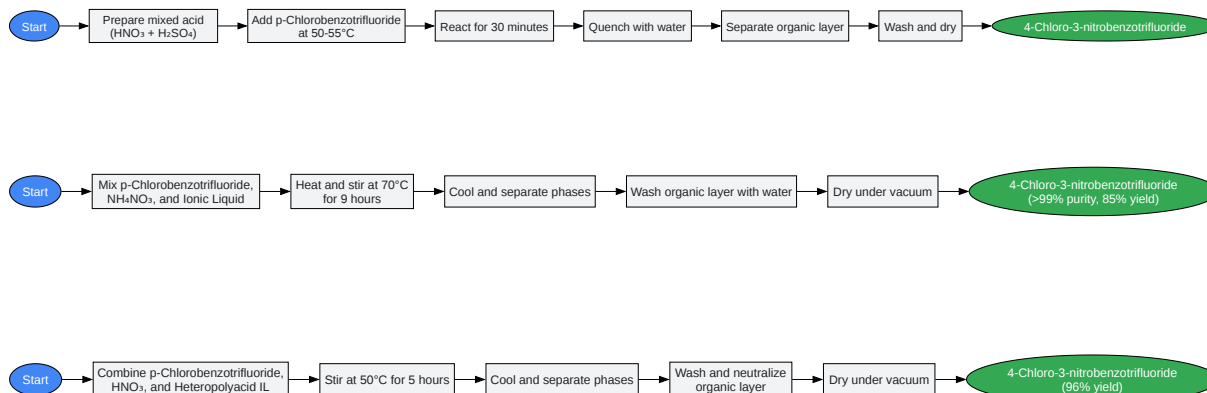 Start
Prepare mixed acid
(HNO₃ + H₂SO₄)
Add p-Chlorobenzotrifluoride
at 50-55°C
React for 30 minutes
Quench with water
Separate organic layer
Wash and dry
4-Chloro-3-nitrobenzotrifluoride
Start
Mix p-Chlorobenzotrifluoride,
NH₄NO₃, and Ionic Liquid
Heat and stir at 70°C
for 9 hours
Cool and separate phases
Wash organic layer with water
Dry under vacuum
4-Chloro-3-nitrobenzotrifluoride
(>99% purity, 85% yield)
Start
Combine p-Chlorobenzotrifluoride,
HNO₃, and Heteropolyacid IL
Stir at 50°C for 5 hours
Cool and separate phases
Wash and neutralize
organic layer
Dry under vacuum
4-Chloro-3-nitrobenzotrifluoride
(96% yield)